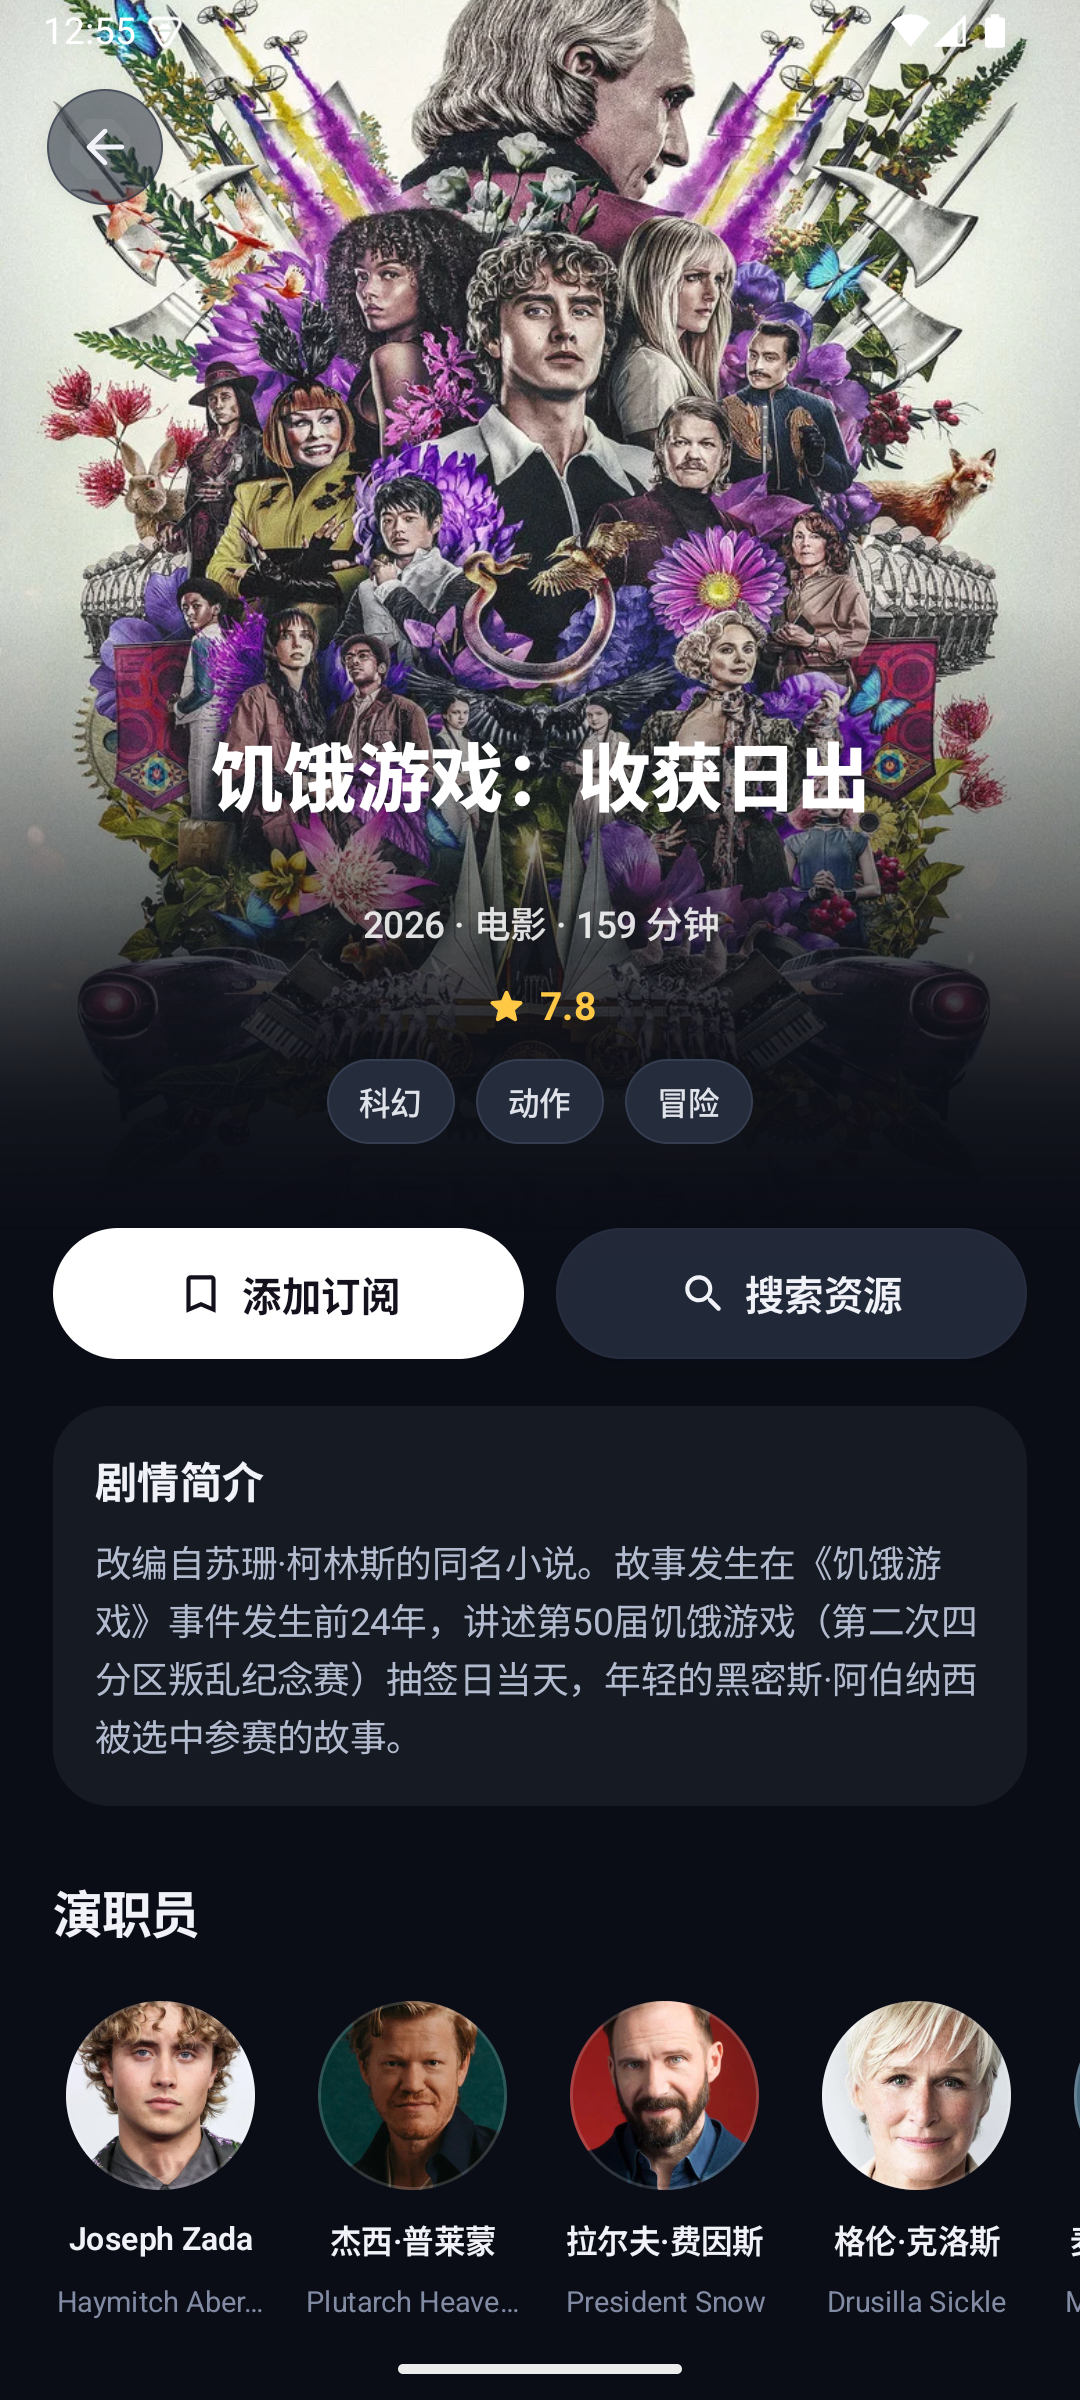 12:55
饥饿游戏：收获日出
2026 · 电影 · 159 分钟
7.8
科幻
动作
冒险
添加订阅
搜索资源
剧情简介
改编自苏珊·柯林斯的同名小说。故事发生在《饥饿游
戏》事件发生前24年，讲述第50届饥饿游戏（第二次四
分区叛乱纪念赛）抽签日当天，年轻的黑密斯·阿伯纳西
被选中参赛的故事。
演职员
Joseph Zada
杰西·普莱蒙
拉尔夫·费因斯
格伦·克洛斯
Haymitch Aber…
Plutarch Heave…
President Snow
Drusilla Sickle